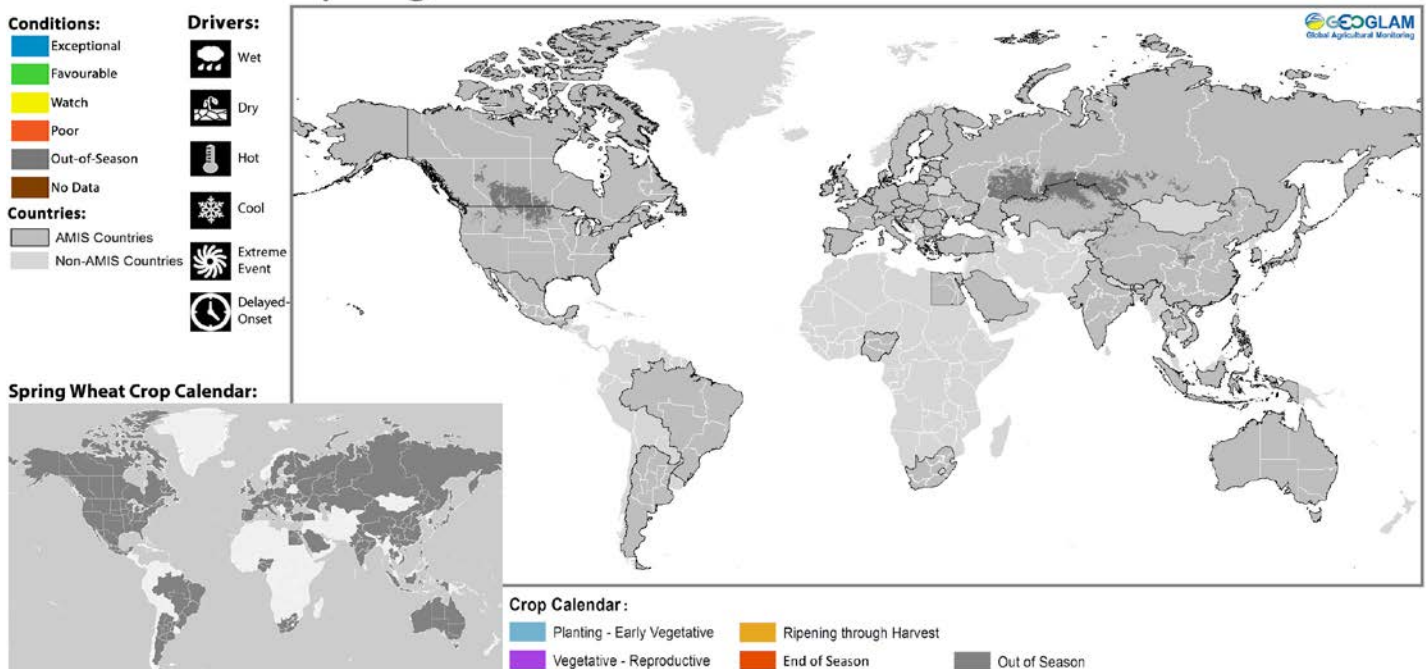 Conditions:
Exceptional
Favourable
Watch
Poor
Out-of-Season
No Data
Countries:
AMIS Countries
Non-AMIS Countries
Drivers:
Wet
Dry
Hot
Cool
Extreme
Event
Delayed-
Onset
GEOGLAM
Global Agricultural Monitoring
Spring Wheat Crop Calendar:
Crop Calendar:
Planting - Early Vegetative
Vegetative - Reproductive
Ripening through Harvest
End of Season
Out of Season